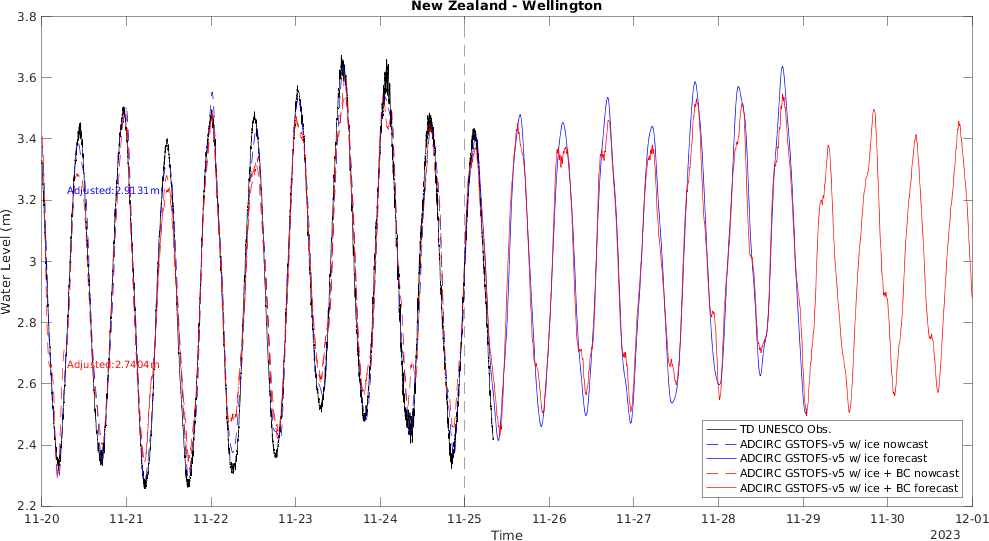 New Zealand - Wellington
3.8
3.6
3.4
3.2
3
2.8
2.6
2.4
2.2
Water Level (m)
Adjusted:2.9131m
Adjusted:2.7404m
TD UNESCO Obs.
ADCIRC GSTOFS-v5 w/ ice nowcast
ADCIRC GSTOFS-v5 w/ ice forecast
ADCIRC GSTOFS-v5 w/ ice + BC nowcast
ADCIRC GSTOFS-v5 w/ ice + BC forecast
11-20 11-21 11-22 11-23 11-24 11-25 11-26 11-27 11-28 11-29 11-30 12-01
Time
2023